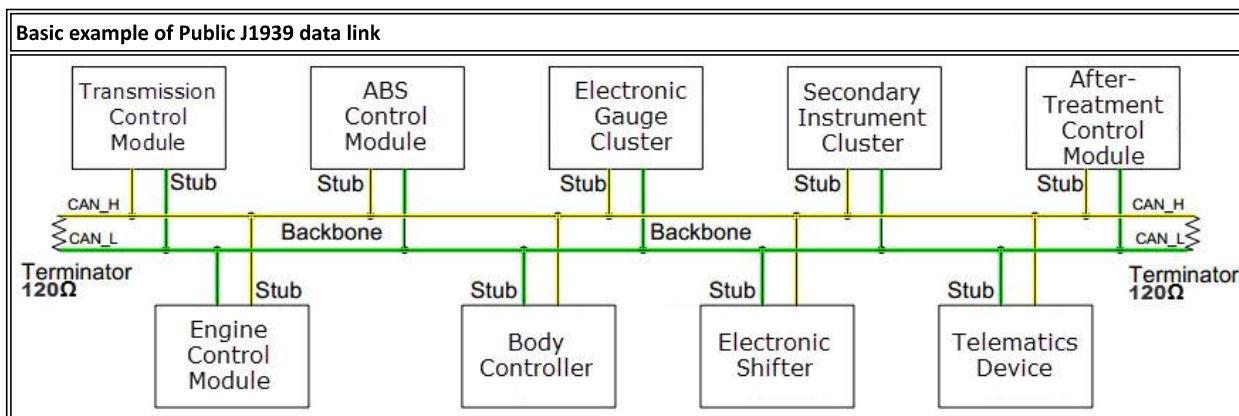 Basic example of Public J1939 data link
Transmission
Control
Module
ABS
Control
Module
Electronic
Gauge
Cluster
Secondary
Instrument
Cluster
After-
Treatment
Control
Module
Stub
Stub
Stub
Stub
Stub
CAN_H
CAN_H
CAN_L
Backbone
Backbone
CAN_L
Terminator
120Ω
Terminator
120Ω
Stub
Stub
Stub
Stub
Engine
Control
Module
Body
Controller
Electronic
Shifter
Telematics
Device